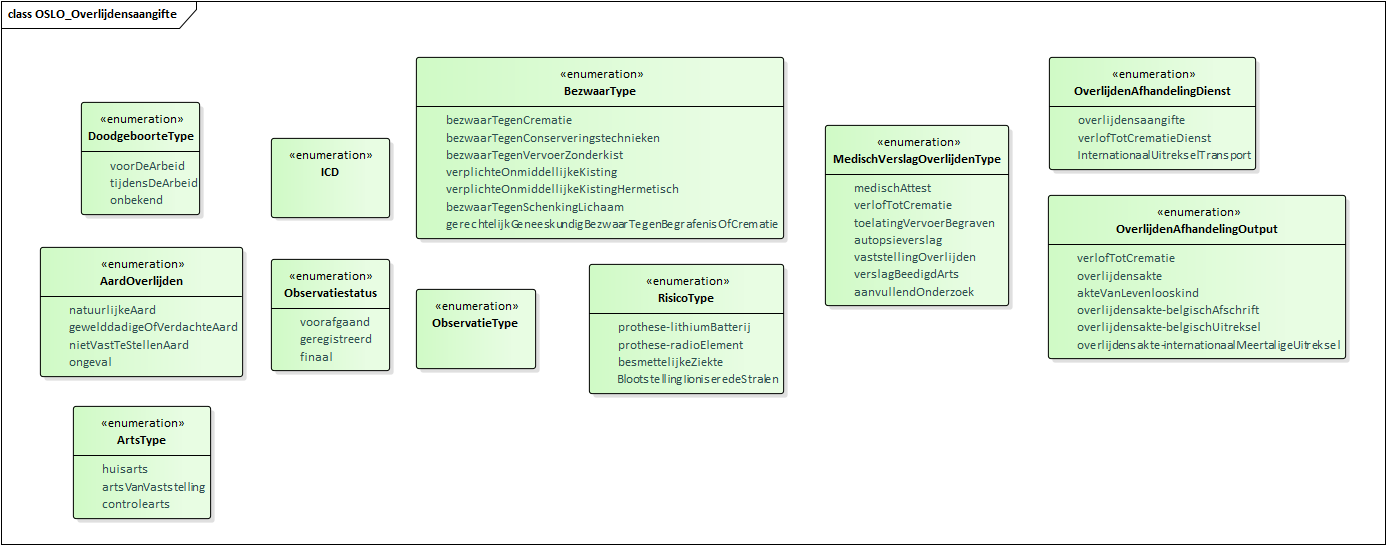 class OSLO_Overlijdensaangifte
«enumeration»
DoodgeboorteType
voorDeArbeid
tijdensDeArbeid
onbekend
«enumeration»
ICD
«enumeration»
BezwaarType
bezwaarTegenCrematie
bezwaarTegenConserveringstechnieken
bezwaarTegenVervoerZonderkist
verplichteOnmiddellijkeKisting
verplichteOnmiddellijkeKistingHermetisch
bezwaarTegenSchenkingLichaam
gerechtelijkGeneeskundigBezwaarTegenBegrafenisOfCrematie
«enumeration»
MedischVerslagOverlijdenType
medischAttest
verlofTotCrematie
toelatingVervoerBegraven
autopsieverslag
vaststellingOverlijden
verslagBeedigdArts
aanvullendOnderzoek
«enumeration»
OverlijdenAfhandelingDienst
overlijdensaangifte
verlofTotCrematieDienst
InternationaalUitrekselTransport
«enumeration»
OverlijdenAfhandelingOutput
verlofTotCrematie
overlijdensakte
akteVanLevenlooskind
overlijdensakte-belgischAfschrift
overlijdensakte-belgischUitreksel
overlijdensakte-internationaalMeertaligeUitreksel
«enumeration»
AardOverlijden
natuurlijkeAard
gewelddadigeOfVerdachteAard
nietVastTeStellenAard
ongeval
«enumeration»
Observatiestatus
voorafgaand
geregistreerd
finaal
«enumeration»
ObservatieType
«enumeration»
RisicoType
prothese-lithiumBatterij
prothese-radioElement
besmettelijkeZiekte
BlootstellingIioniseredeStralen
«enumeration»
ArtsType
huisarts
artsVanVaststelling
controlearts